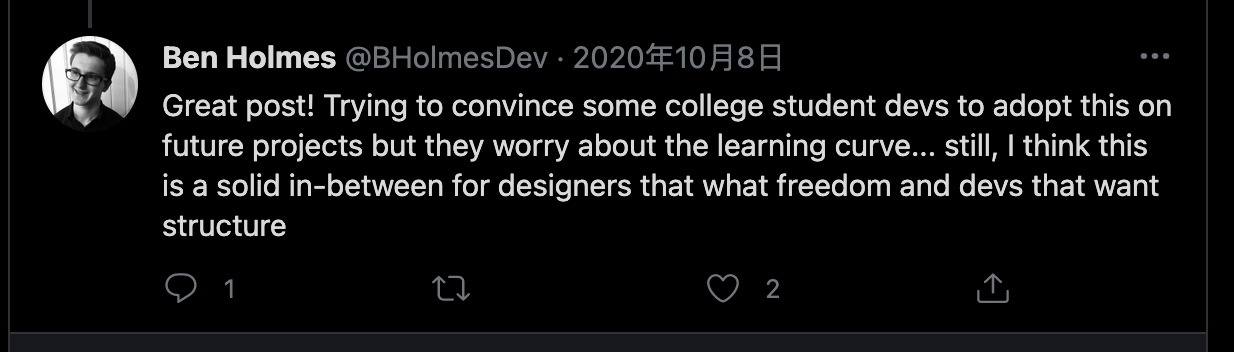 Ben Holmes @BHolmesDev · 2020年10月8日
Great post! Trying to convince some college student devs to adopt this on
future projects but they worry about the learning curve... still, I think this
is a solid in-between for designers that what freedom and devs that want
structure
1 2